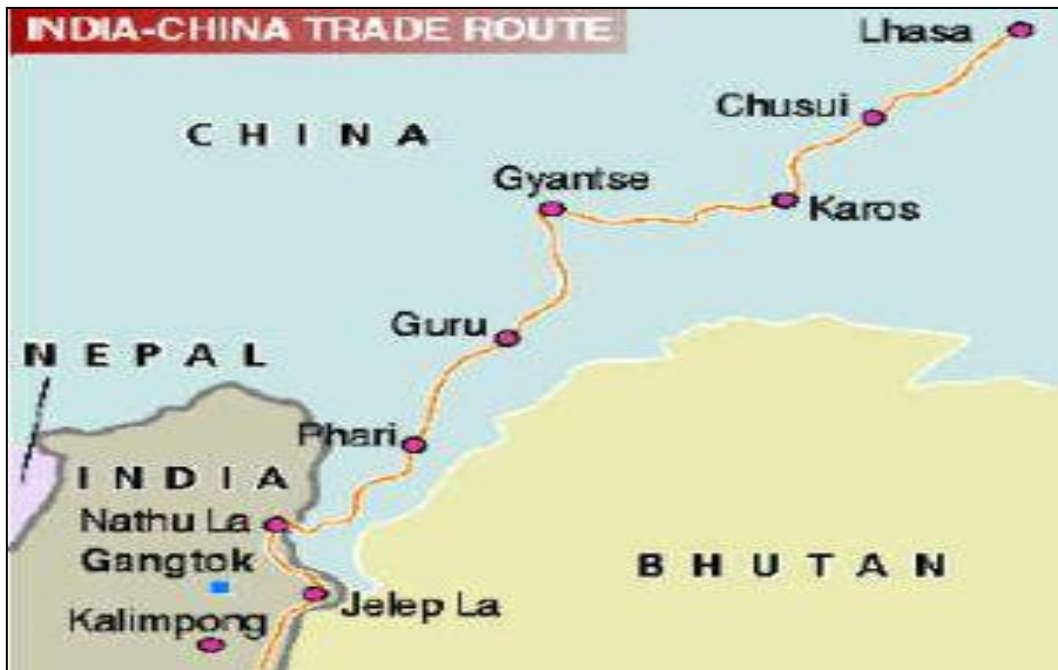 INDIA-CHINA TRADE ROUTE
Lhasa
Chusui
CHINA
Gyantse
Karos
Guru
NEPAL
Phari
INDIA
Nathu La
Gangtok
BHUTAN
Jelep La
Kalimpong